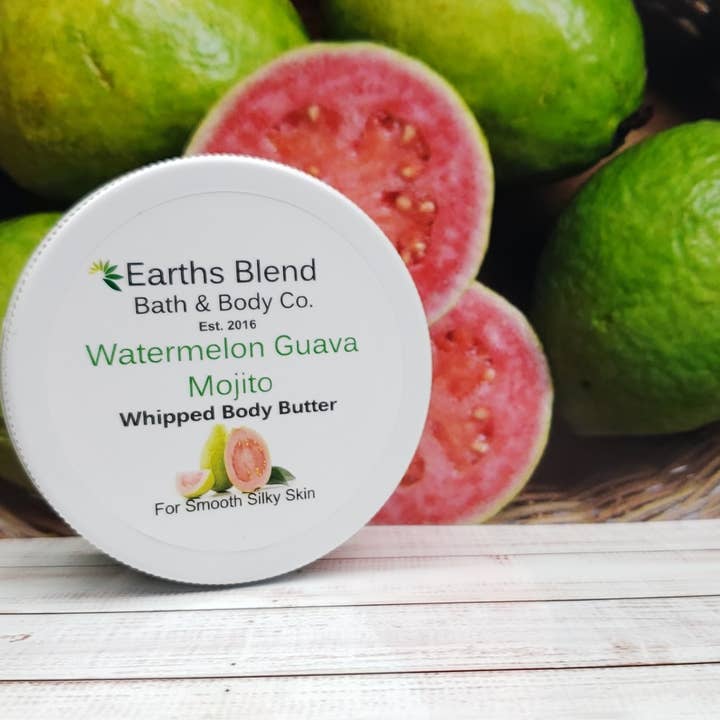 Earths Blend
Bath & Body Co.
Est. 2016
Watermelon Guava
Mojito
Whipped Body Butter
For Smooth Silky Skin